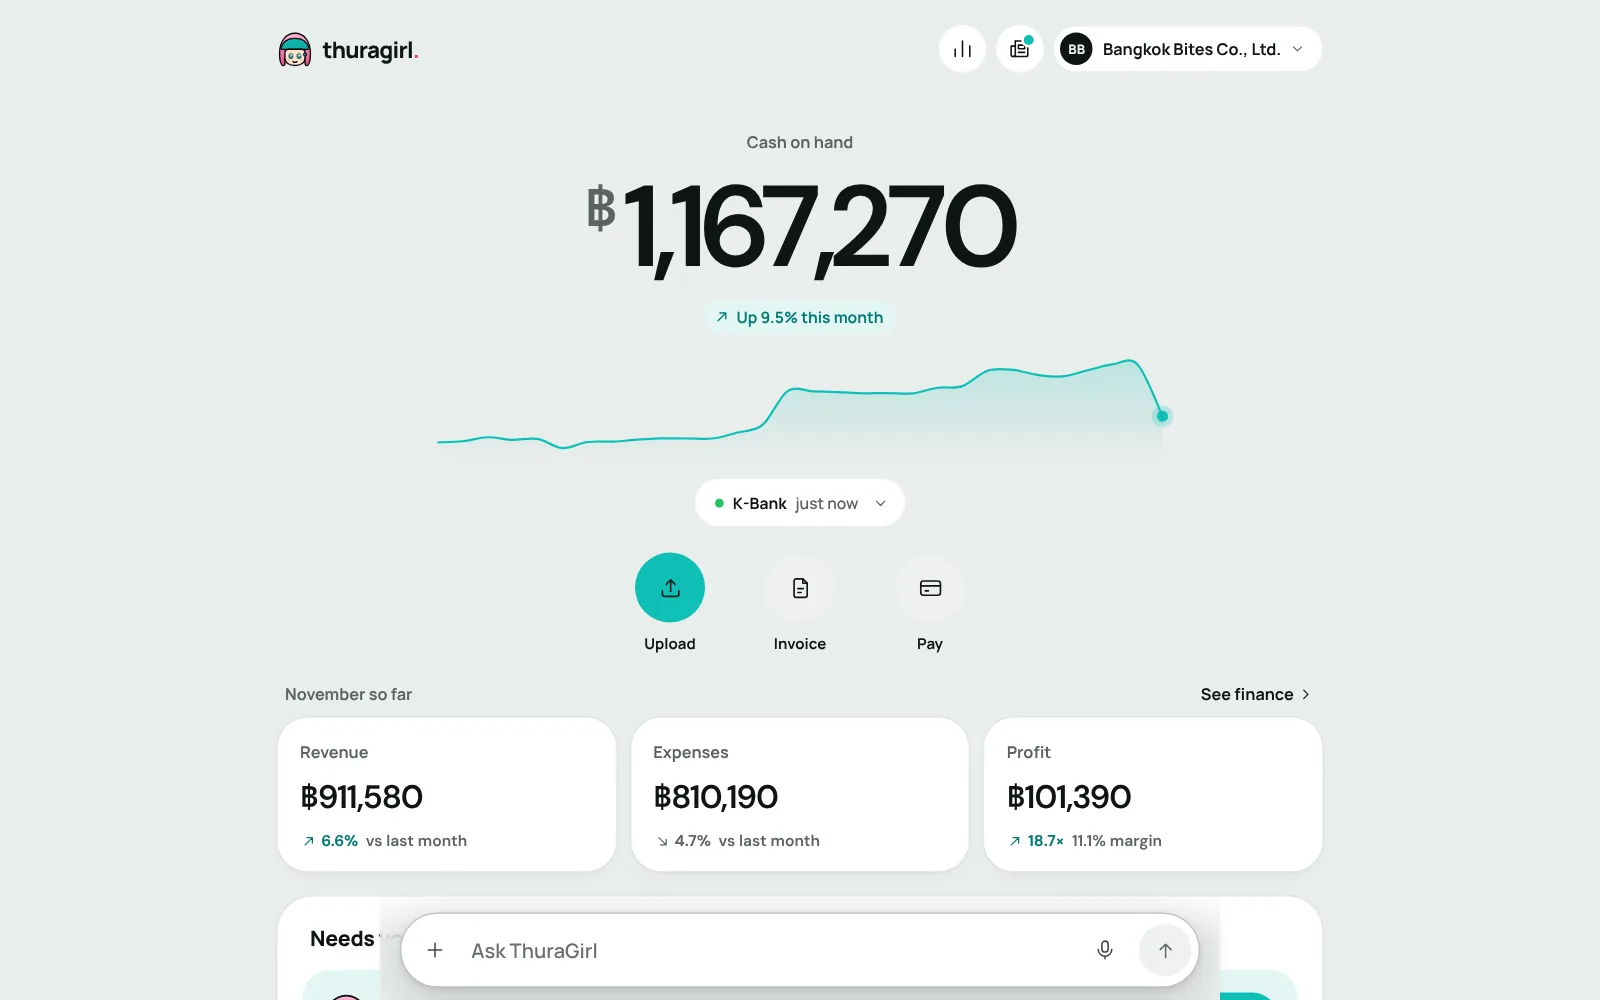 thuragirl.
BB Bangkok Bites Co., Ltd.
Cash on hand
฿1,167,270
Up 9.5% this month
K-Bank just now
Upload Invoice Pay
November so far
See finance
Revenue
฿911,580
6.6% vs last month
Expenses
฿810,190
4.7% vs last month
Profit
฿101,390
18.7× 11.1% margin
Needs
Ask ThuraGirl